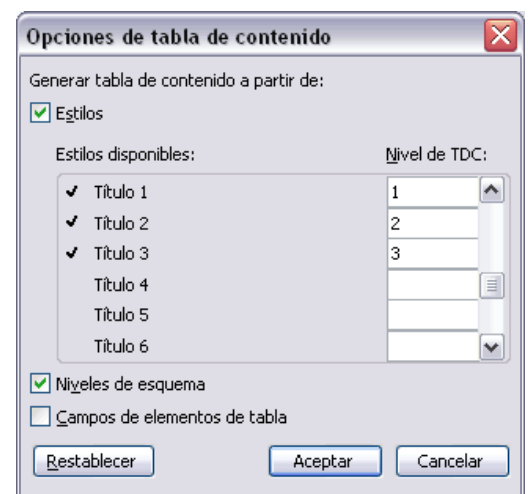 Opciones de tabla de contenido
Generar tabla de contenido a partir de:
Estilos
Estilos disponibles: Nivel de TDC:
Título 1 1
Título 2 2
Título 3 3
Título 4
Título 5
Título 6
Niveles de esquema
Campos de elementos de tabla
Restablecer Aceptar Cancelar